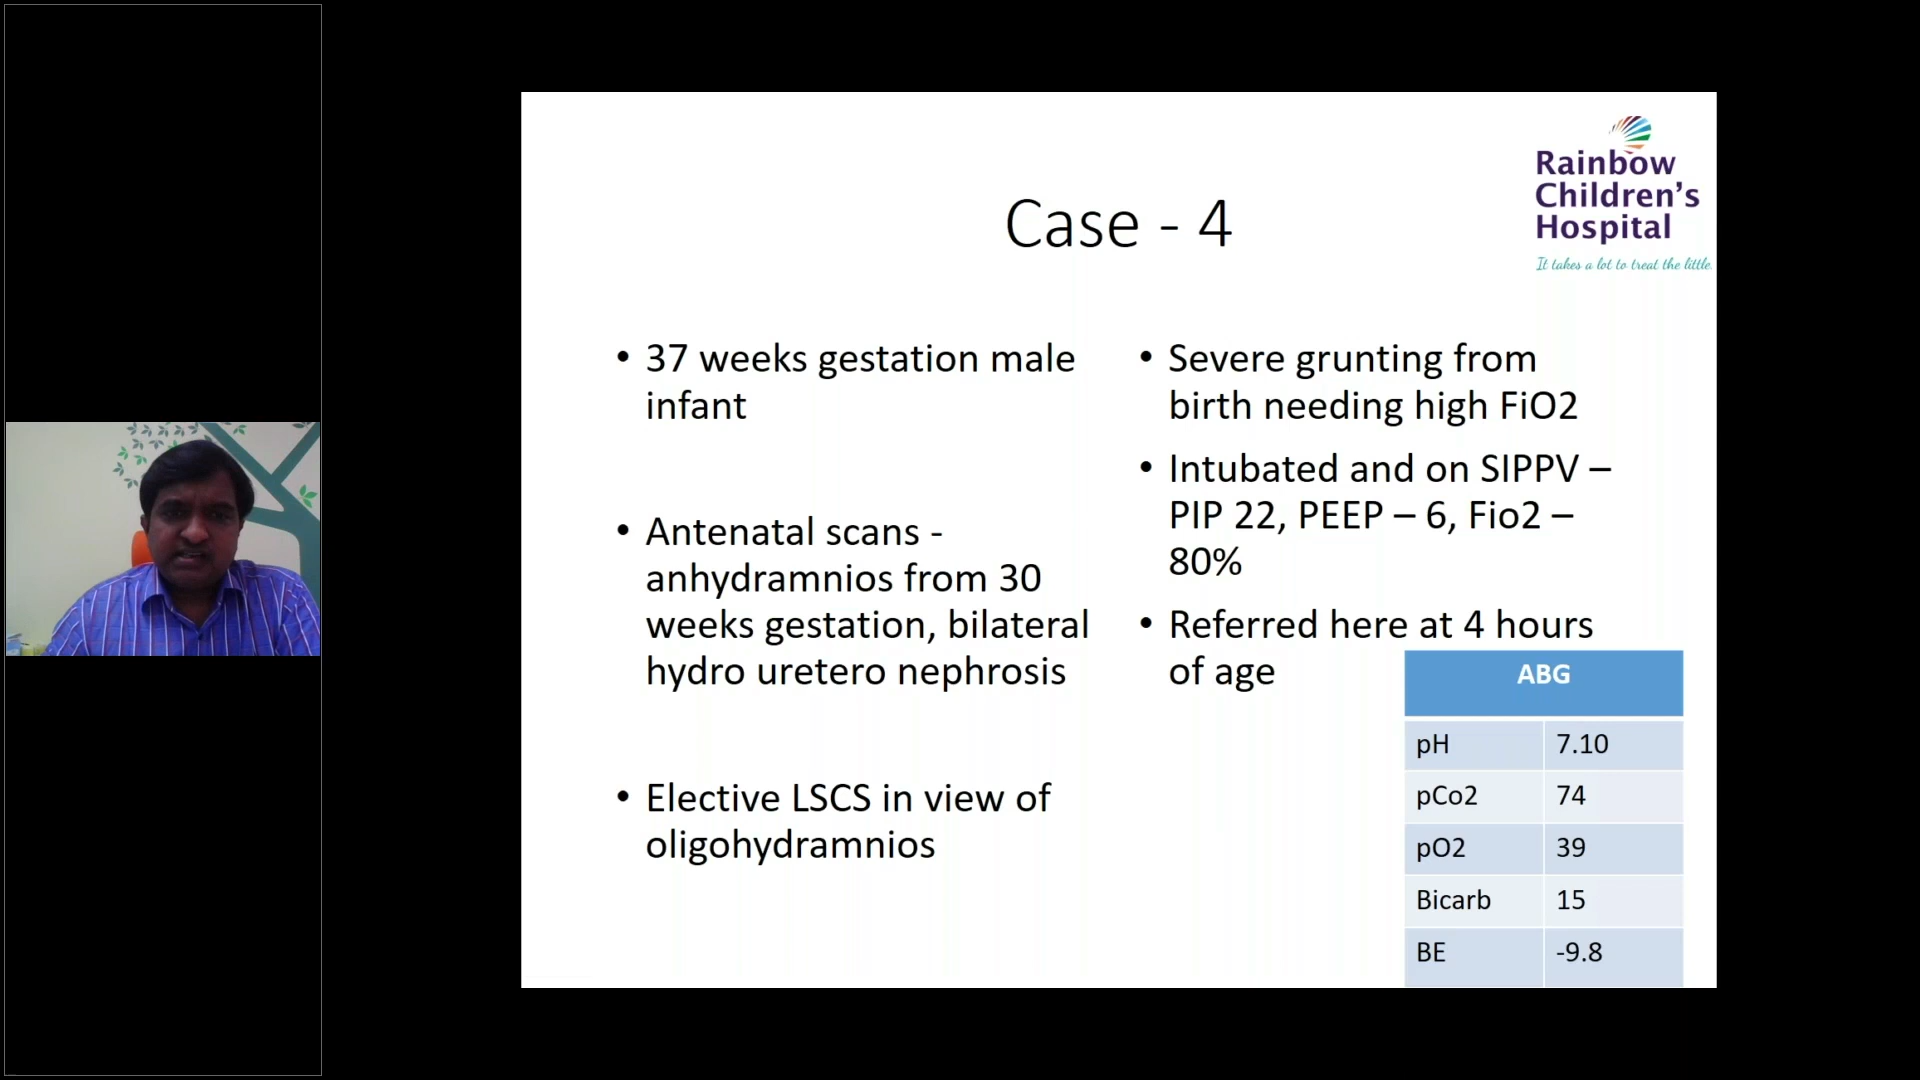 Rainbow
Children's
Hospital
It takes a lot to treat the little.
Case - 4
• 37 weeks gestation male
infant
• Antenatal scans -
anhydramnios from 30
weeks gestation, bilateral
hydro uretero nephrosis
• Elective LSCS in view of
oligohydramnios
• Severe grunting from
birth needing high FiO2
• Intubated and on SIPPV –
PIP 22, PEEP – 6, Fio2 –
80%
• Referred here at 4 hours
of age
ABG
pH 7.10
pCo2 74
pO2 39
Bicarb 15
BE -9.8